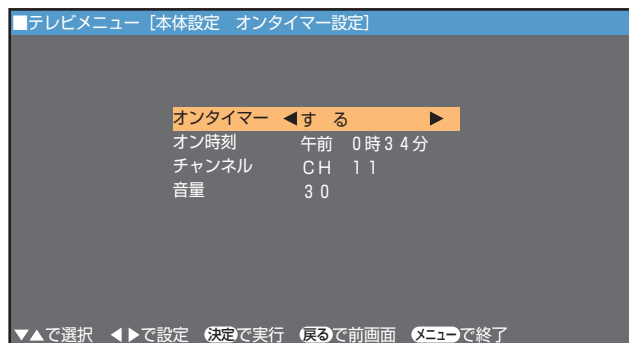 ■テレビメニュー［本体設定　オンタイマー設定］
オンタイマー ◀す　る ▶
オン時刻　午前　０時３４分
チャンネル　ＣＨ　１１
音量　３０
▼▲で選択　◀▶で設定　決定で実行　戻るで前画面　メニューで終了